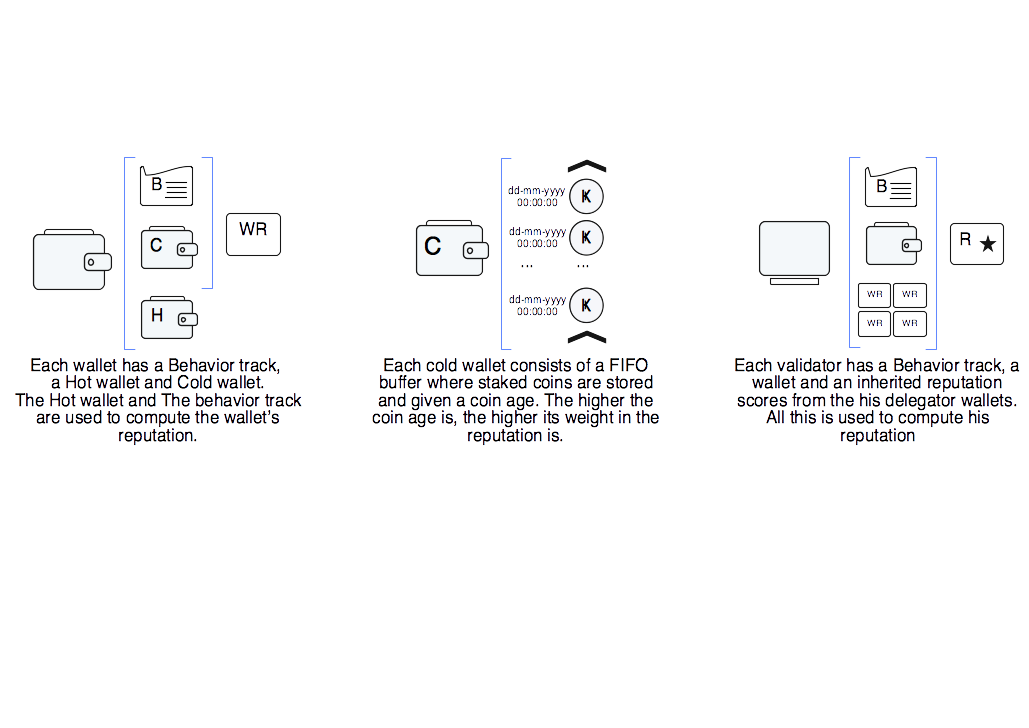 B
C
WR
H
Each wallet has a Behavior track,
a Hot wallet and Cold wallet.
The Hot wallet and The behavior track
are used to compute the wallet's
reputation.
C
dd-mm-yyyy
00:00:00
K
dd-mm-yyyy
00:00:00
K
... ...
dd-mm-yyyy
00:00:00
K
Each cold wallet consists of a FIFO
buffer where staked coins are stored
and given a coin age. The higher the
coin age is, the higher its weight in the
reputation is.
B
R ★
WR WR
WR WR
Each validator has a Behavior track, a
wallet and an inherited reputation
scores from the his delegator wallets.
All this is used to compute his
reputation